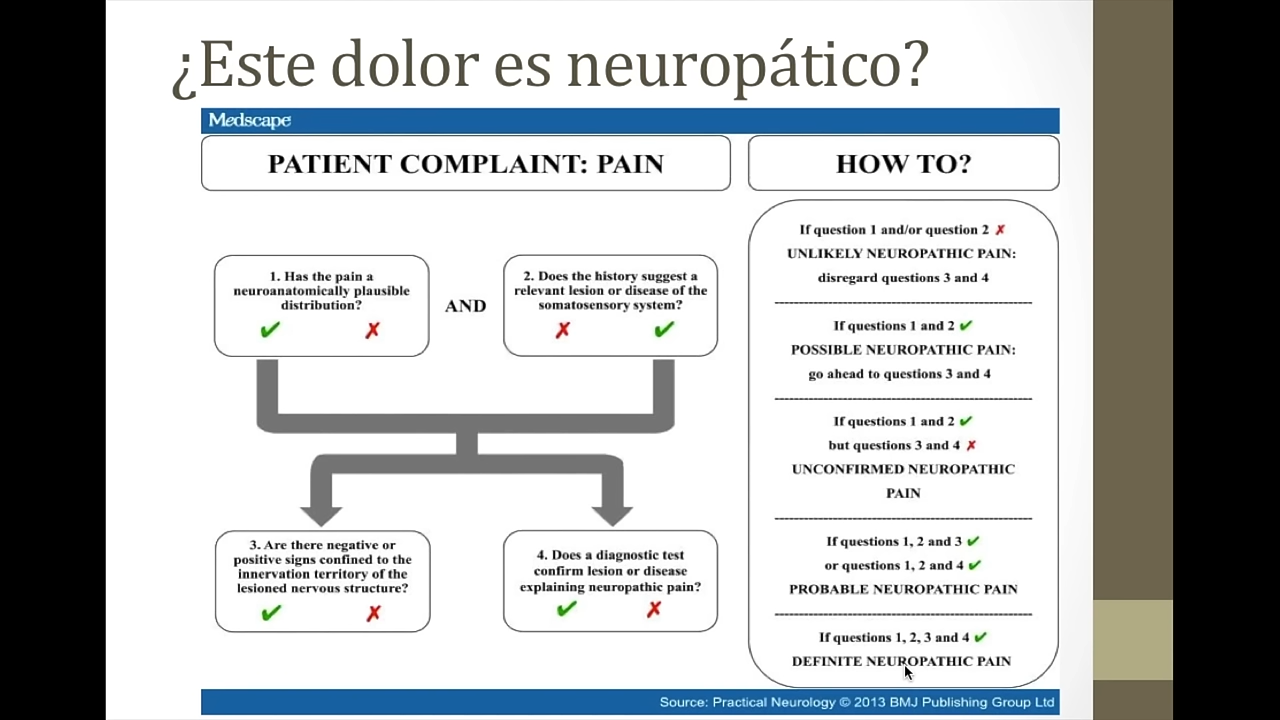 ¿Este dolor es neuropático?
Medscape
PATIENT COMPLAINT: PAIN
HOW TO?
1. Has the pain a
neuroanatomically plausible
distribution?
✔ ✗
AND
2. Does the history suggest a
relevant lesion or disease of the
somatosensory system?
✗ ✔
3. Are there negative or
positive signs confined to the
innervation territory of the
lesioned nervous structure?
✔ ✗
4. Does a diagnostic test
confirm lesion or disease
explaining neuropathic pain?
✔ ✗
If question 1 and/or question 2 ✗
UNLIKELY NEUROPATHIC PAIN:
disregard questions 3 and 4
If questions 1 and 2 ✔
POSSIBLE NEUROPATHIC PAIN:
go ahead to questions 3 and 4
If questions 1 and 2 ✔
but questions 3 and 4 ✗
UNCONFIRMED NEUROPATHIC
PAIN
If questions 1, 2 and 3 ✔
or questions 1, 2 and 4 ✔
PROBABLE NEUROPATHIC PAIN
If questions 1, 2, 3 and 4 ✔
DEFINITE NEUROPATHIC PAIN
Source: Practical Neurology © 2013 BMJ Publishing Group Ltd